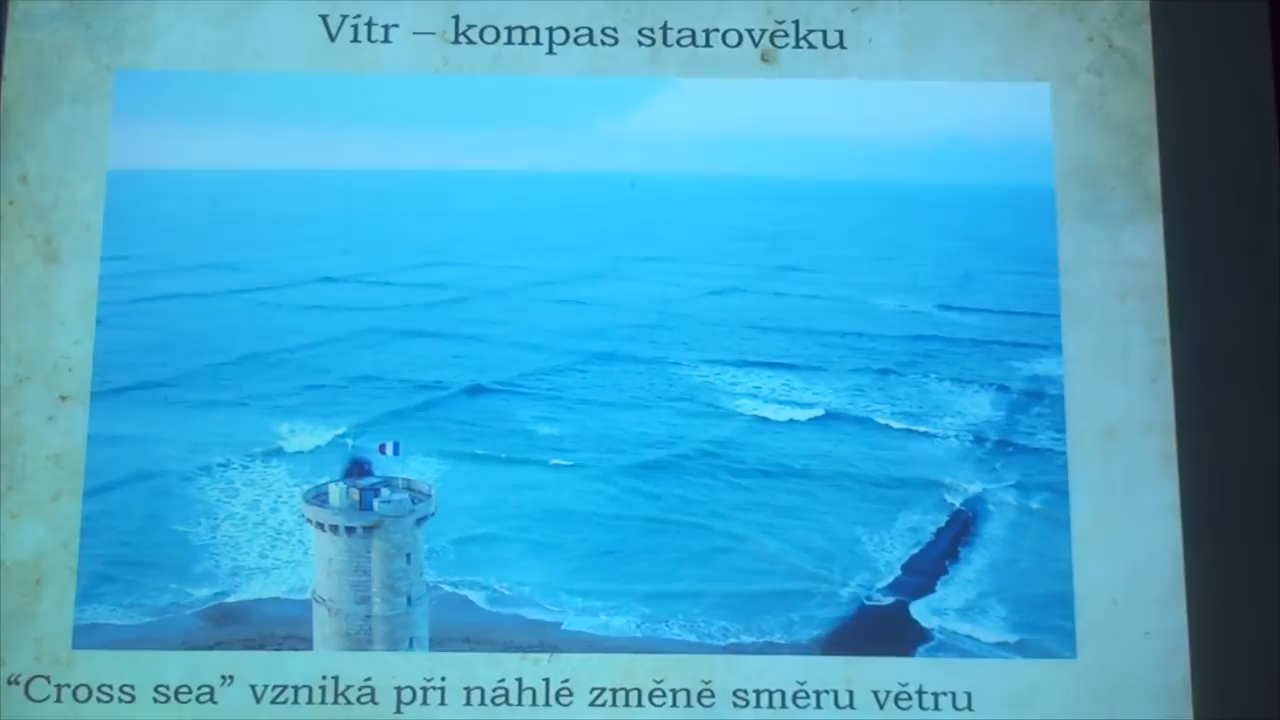 Vítr – kompas starověku
“Cross sea” vzniká při náhlé změně směru větru